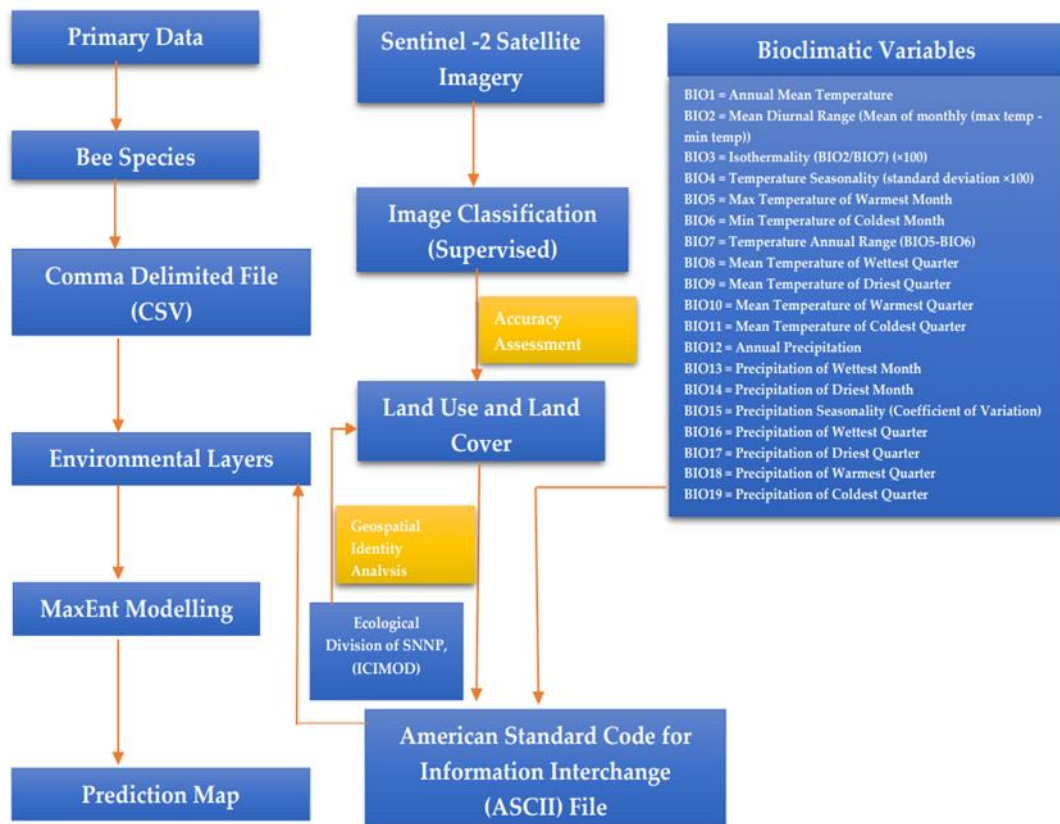 Primary Data
Bee Species
Comma Delimited File
(CSV)
Environmental Layers
MaxEnt Modelling
Prediction Map
Sentinel -2 Satellite
Imagery
Image Classification
(Supervised)
Accuracy
Assessment
Land Use and Land
Cover
Geospatial
Identity
Analysis
Ecological
Division of SNNP,
(ICIMOD)
American Standard Code for
Information Interchange
(ASCII) File
Bioclimatic Variables
BIO1 = Annual Mean Temperature
BIO2 = Mean Diurnal Range (Mean of monthly (max temp -
min temp))
BIO3 = Isothermality (BIO2/BIO7) (×100)
BIO4 = Temperature Seasonality (standard deviation ×100)
BIO5 = Max Temperature of Warmest Month
BIO6 = Min Temperature of Coldest Month
BIO7 = Temperature Annual Range (BIO5-BIO6)
BIO8 = Mean Temperature of Wettest Quarter
BIO9 = Mean Temperature of Driest Quarter
BIO10 = Mean Temperature of Warmest Quarter
BIO11 = Mean Temperature of Coldest Quarter
BIO12 = Annual Precipitation
BIO13 = Precipitation of Wettest Month
BIO14 = Precipitation of Driest Month
BIO15 = Precipitation Seasonality (Coefficient of Variation)
BIO16 = Precipitation of Wettest Quarter
BIO17 = Precipitation of Driest Quarter
BIO18 = Precipitation of Warmest Quarter
BIO19 = Precipitation of Coldest Quarter